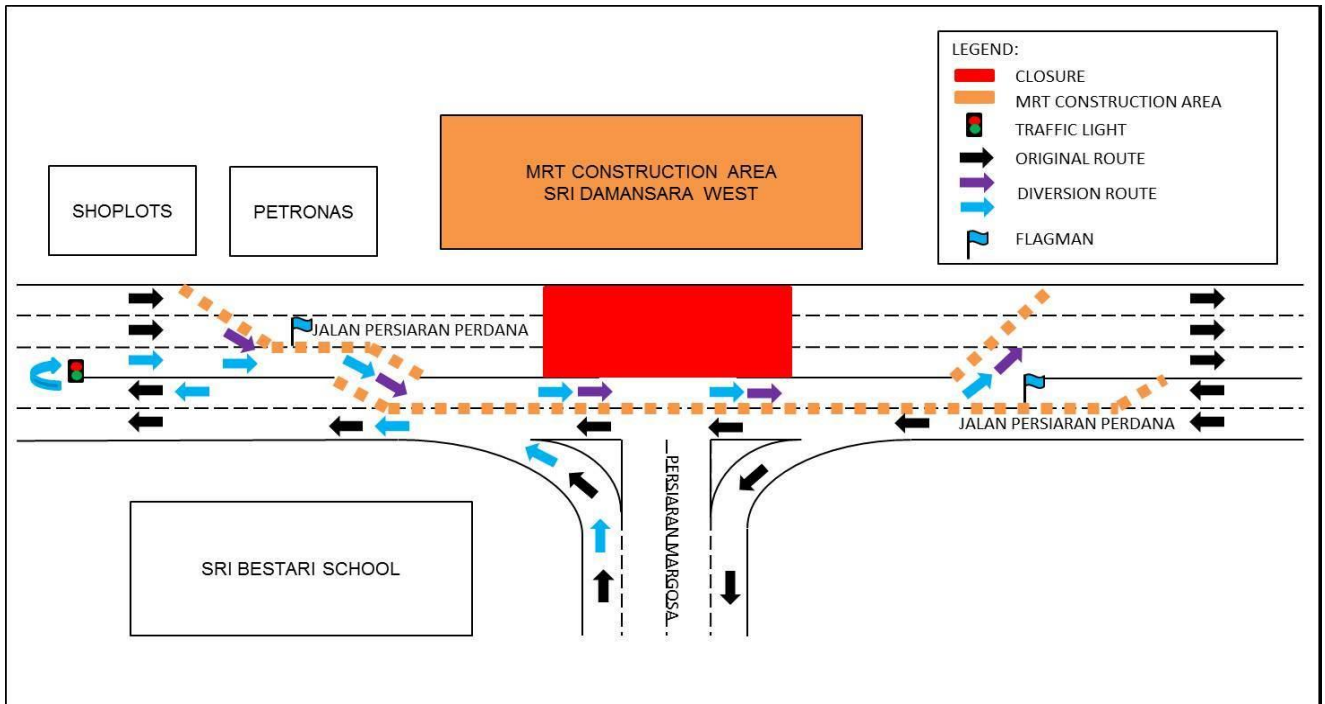 LEGEND:
CLOSURE
MRT CONSTRUCTION AREA
TRAFFIC LIGHT
ORIGINAL ROUTE
DIVERSION ROUTE
FLAGMAN
MRT CONSTRUCTION AREA
SRI DAMANSARA WEST
SHOPLOTS
PETRONAS
JALAN PERSIARAN PERDANA
JALAN PERSIARAN PERDANA
PERSIARAN MARGOSA
SRI BESTARI SCHOOL